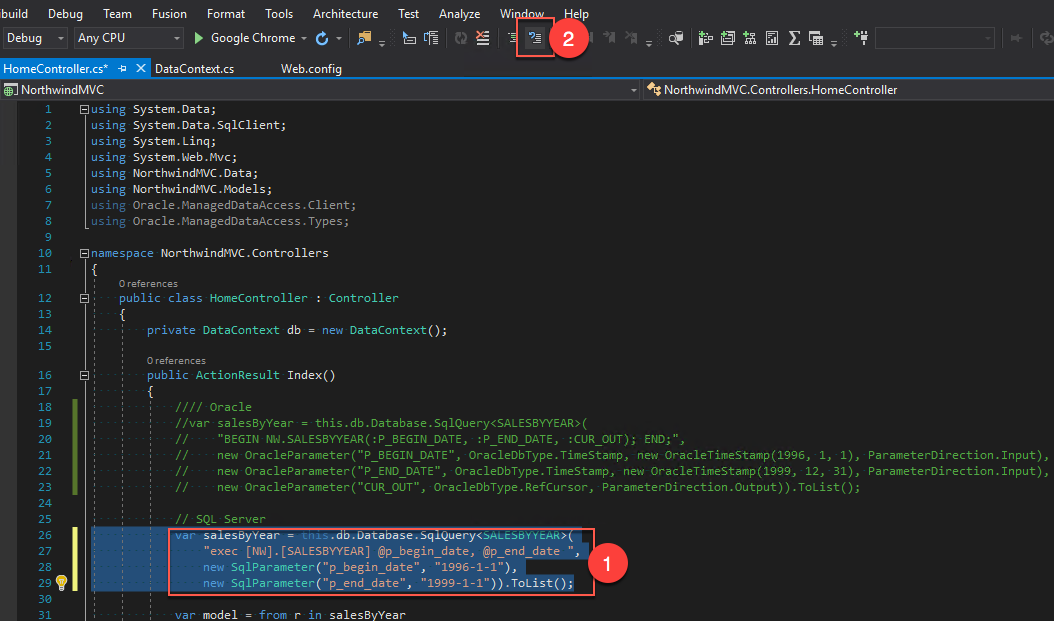 build Debug Team Fusion Format Tools Architecture Test Analyze Window Help
Debug Any CPU Google Chrome 2
HomeController.cs* DataContext.cs Web.config
NorthwindMVC NorthwindMVC.Controllers.HomeController
1 using System.Data;
2 using System.Data.SqlClient;
3 using System.Linq;
4 using System.Web.Mvc;
5 using NorthwindMVC.Data;
6 using NorthwindMVC.Models;
7 using Oracle.ManagedDataAccess.Client;
8 using Oracle.ManagedDataAccess.Types;
9
10 namespace NorthwindMVC.Controllers
11 {
0 references
12 public class HomeController : Controller
13 {
14 private DataContext db = new DataContext();
15
0 references
16 public ActionResult Index()
17 {
18 //// Oracle
19 //var salesByYear = this.db.Database.SqlQuery<SALESBYYEAR>(
20 // "BEGIN NW.SALESBYYEAR(:P_BEGIN_DATE, :P_END_DATE, :CUR_OUT); END;",
21 // new OracleParameter("P_BEGIN_DATE", OracleDbType.TimeStamp, new OracleTimeStamp(1996, 1, 1), ParameterDirection.Input),
22 // new OracleParameter("P_END_DATE", OracleDbType.TimeStamp, new OracleTimeStamp(1999, 12, 31), ParameterDirection.Input),
23 // new OracleParameter("CUR_OUT", OracleDbType.RefCursor, ParameterDirection.Output)).ToList();
24
25 // SQL Server
26 var salesByYear = this.db.Database.SqlQuery<SALESBYYEAR>(
27 "exec [NW].[SALESBYYEAR] @p_begin_date, @p_end_date ",
28 new SqlParameter("p_begin_date", "1996-1-1"),
1
29 new SqlParameter("p_end_date", "1999-1-1")).ToList();
30
31 var model = from r in salesByYear